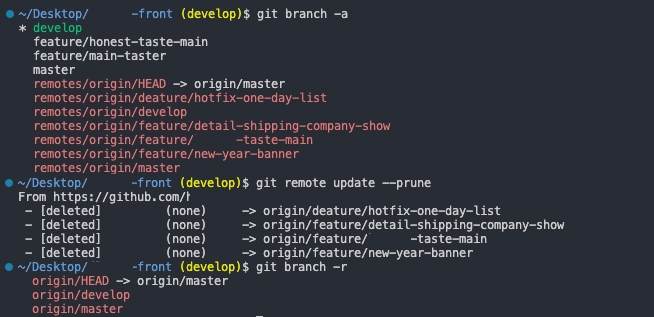 ~/Desktop/ -front (develop)$ git branch -a
* develop
feature/honest-taste-main
feature/main-taster
master
remotes/origin/HEAD -> origin/master
remotes/origin/deature/hotfix-one-day-list
remotes/origin/develop
remotes/origin/feature/detail-shipping-company-show
remotes/origin/feature/ -taste-main
remotes/origin/feature/new-year-banner
remotes/origin/master
~/Desktop/ -front (develop)$ git remote update --prune
From https://github.com/
- [deleted] (none) -> origin/deature/hotfix-one-day-list
- [deleted] (none) -> origin/feature/detail-shipping-company-show
- [deleted] (none) -> origin/feature/ -taste-main
- [deleted] (none) -> origin/feature/new-year-banner
~/Desktop/ -front (develop)$ git branch -r
origin/HEAD -> origin/master
origin/develop
origin/master